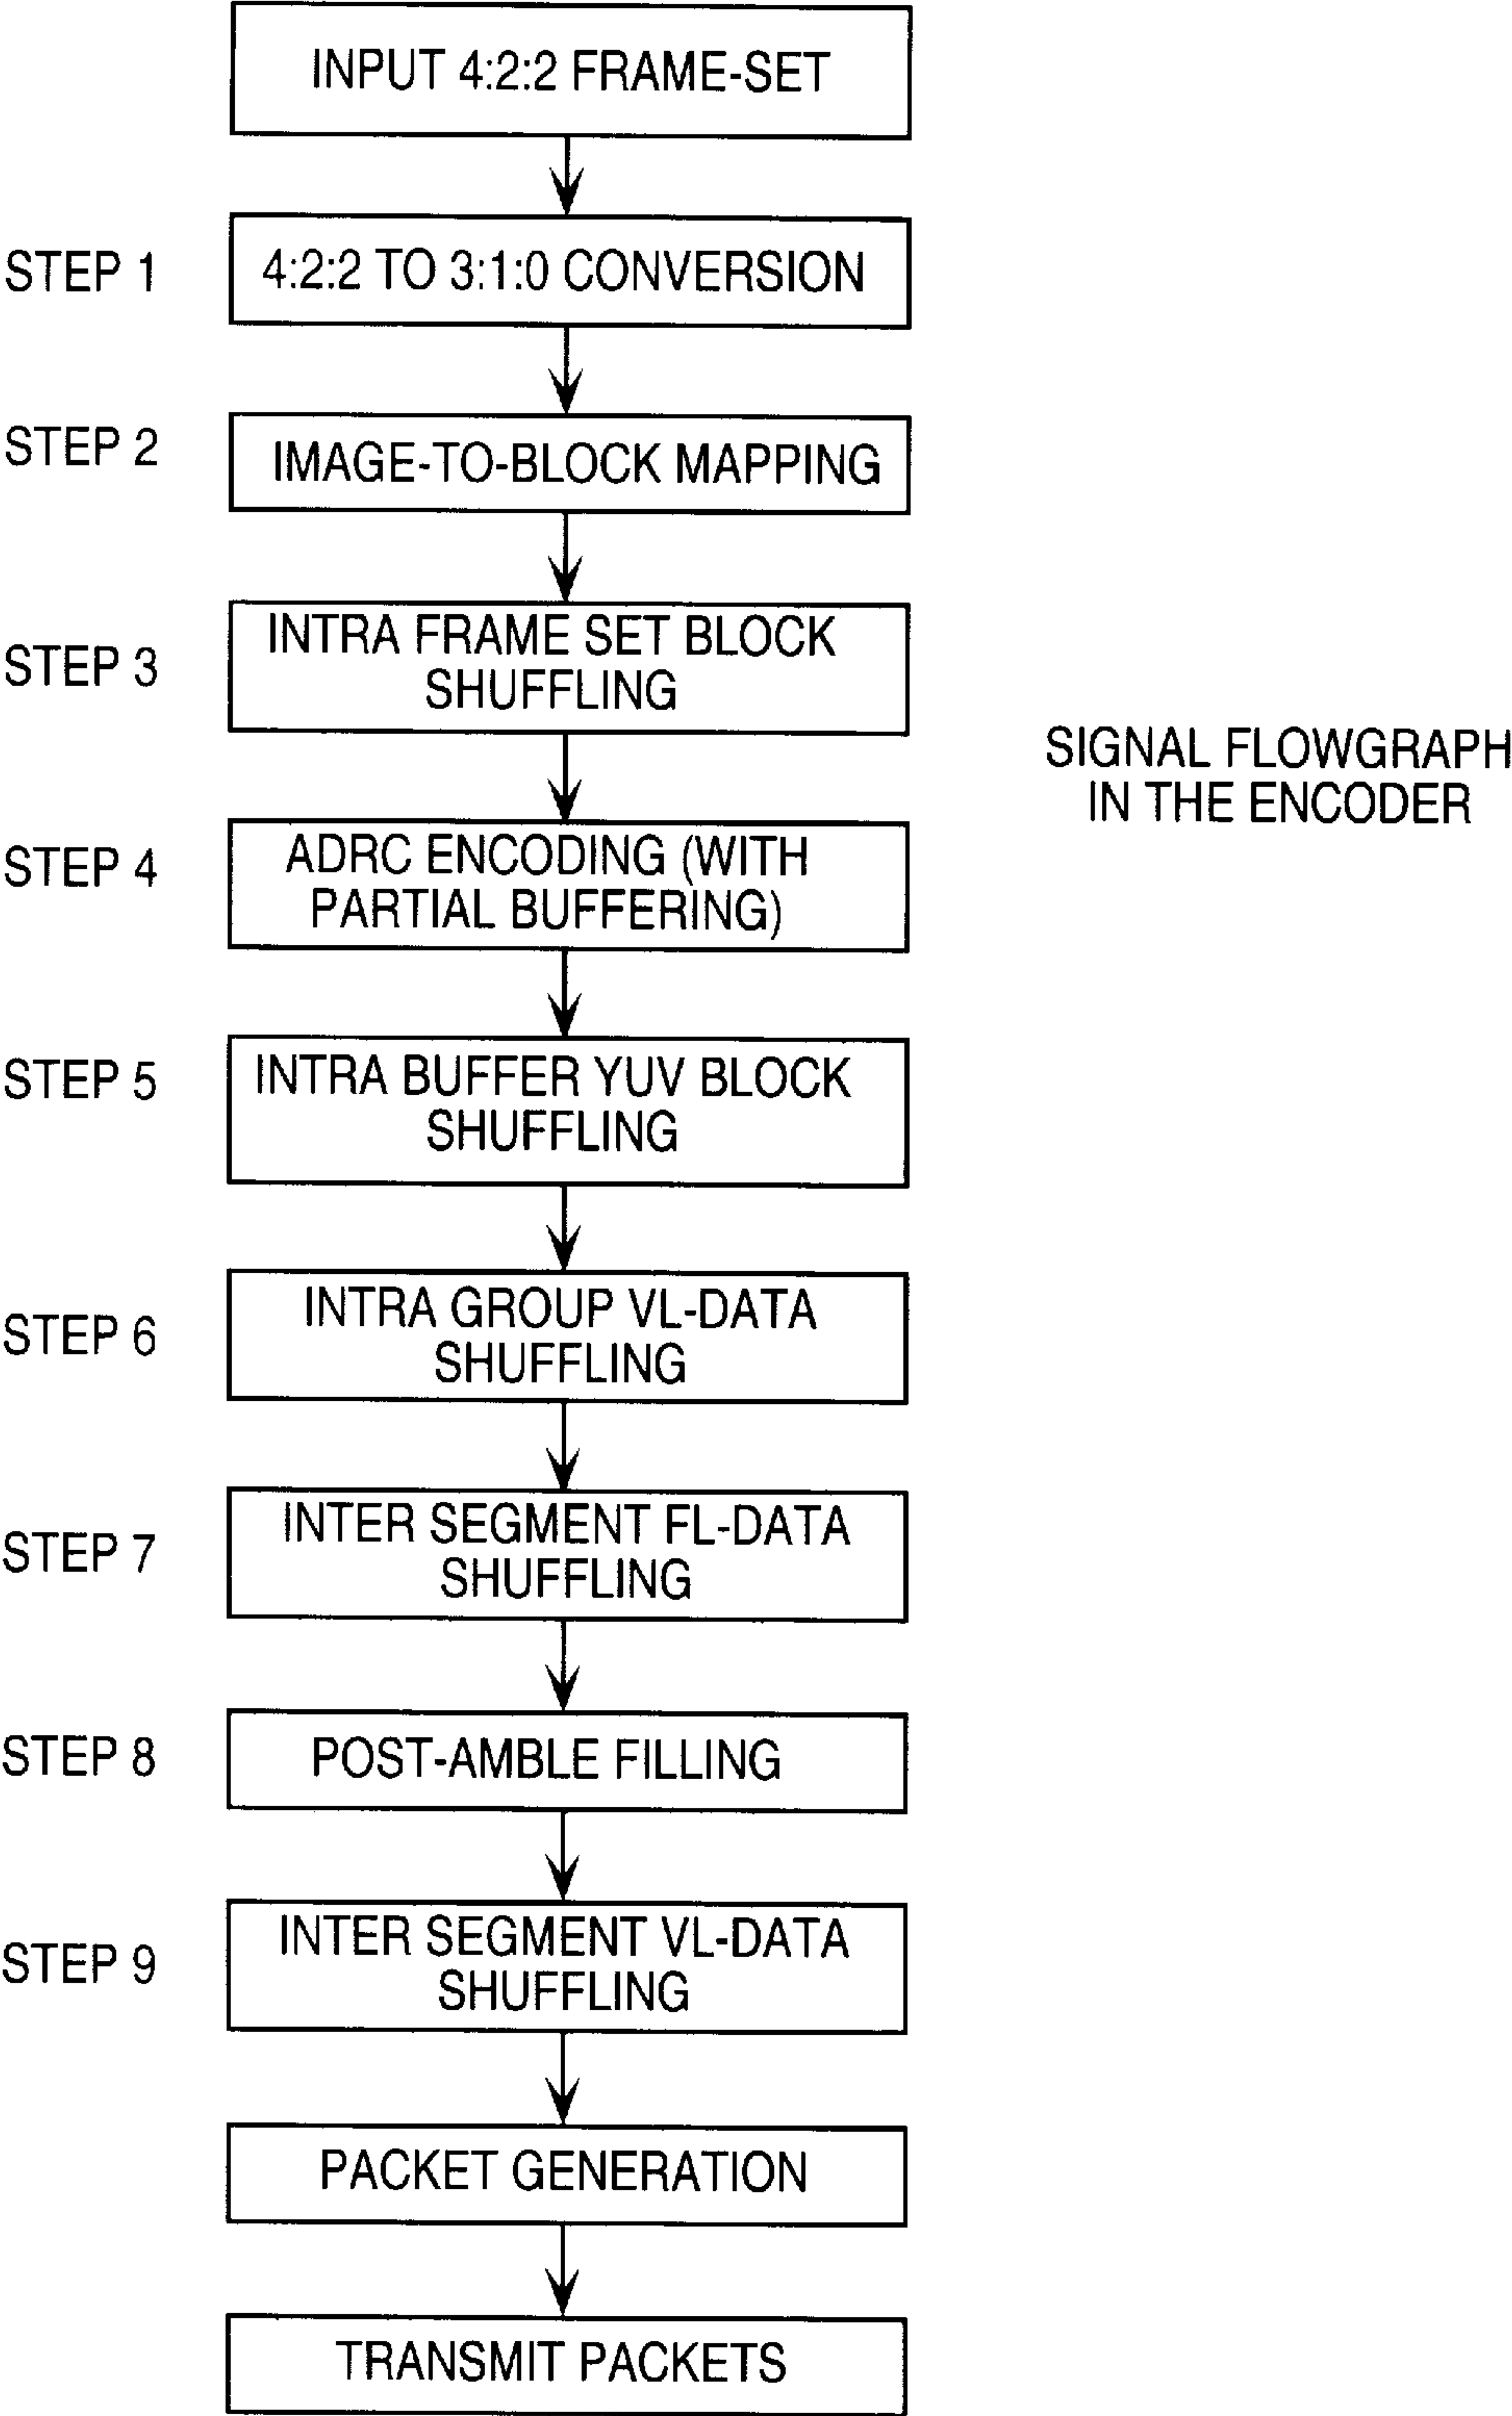 INPUT 4:2:2 FRAME-SET
STEP 1
4:2:2 TO 3:1:0 CONVERSION
STEP 2
IMAGE-TO-BLOCK MAPPING
STEP 3
INTRA FRAME SET BLOCK
SHUFFLING
SIGNAL FLOWGRAPH
IN THE ENCODER
STEP 4
ADRC ENCODING (WITH
PARTIAL BUFFERING)
STEP 5
INTRA BUFFER YUV BLOCK
SHUFFLING
STEP 6
INTRA GROUP VL-DATA
SHUFFLING
STEP 7
INTER SEGMENT FL-DATA
SHUFFLING
STEP 8
POST-AMBLE FILLING
STEP 9
INTER SEGMENT VL-DATA
SHUFFLING
PACKET GENERATION
TRANSMIT PACKETS